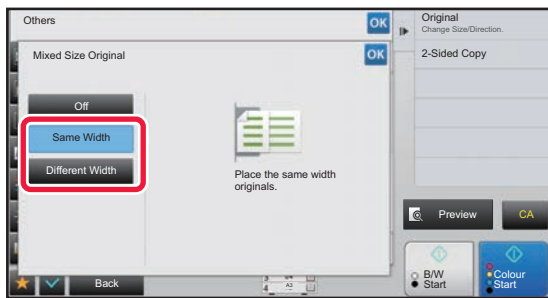 Others
OK
Original
Change Size/Direction.
Mixed Size Original
OK
2-Sided Copy
Off
Same Width
Different Width
Place the same width
originals.
Preview
CA
B/W
Start
Colour
Start
Back